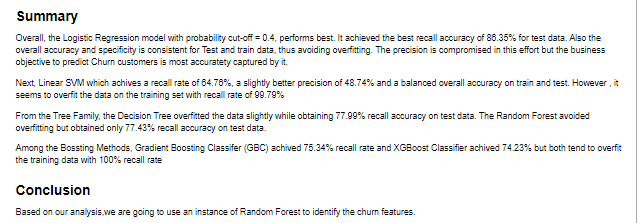 Summary
Overall, the Logistic Regression model with probability cut-off = 0.4, performs best. It achieved the best recall accuracy of 86.35% for test data. Also the
overall accuracy and specificity is consistent for Test and train data, thus avoiding overfitting. The precision is compromised in this effort but the business
objective to predict Churn customers is most accuratety captured by it.
Next, Linear SVM which achives a recall rate of 64.76%, a slightly better precision of 48.74% and a balanced overall accuracy on train and test. However , it
seems to overfit the data on the training set with recall rate of 99.79%
From the Tree Family, the Decision Tree overfitted the data slightly while obtaining 77.99% recall accuracy on test data. The Random Forest avoided
overfitting but obtained only 77.43% recall accuracy on test data.
Among the Bossting Methods, Gradient Boosting Classifer (GBC) achived 75.34% recall rate and XGBoost Classifier achived 74.23% but both tend to overfit
the training data with 100% recall rate
Conclusion
Based on our analysis,we are going to use an instance of Random Forest to identify the churn features.